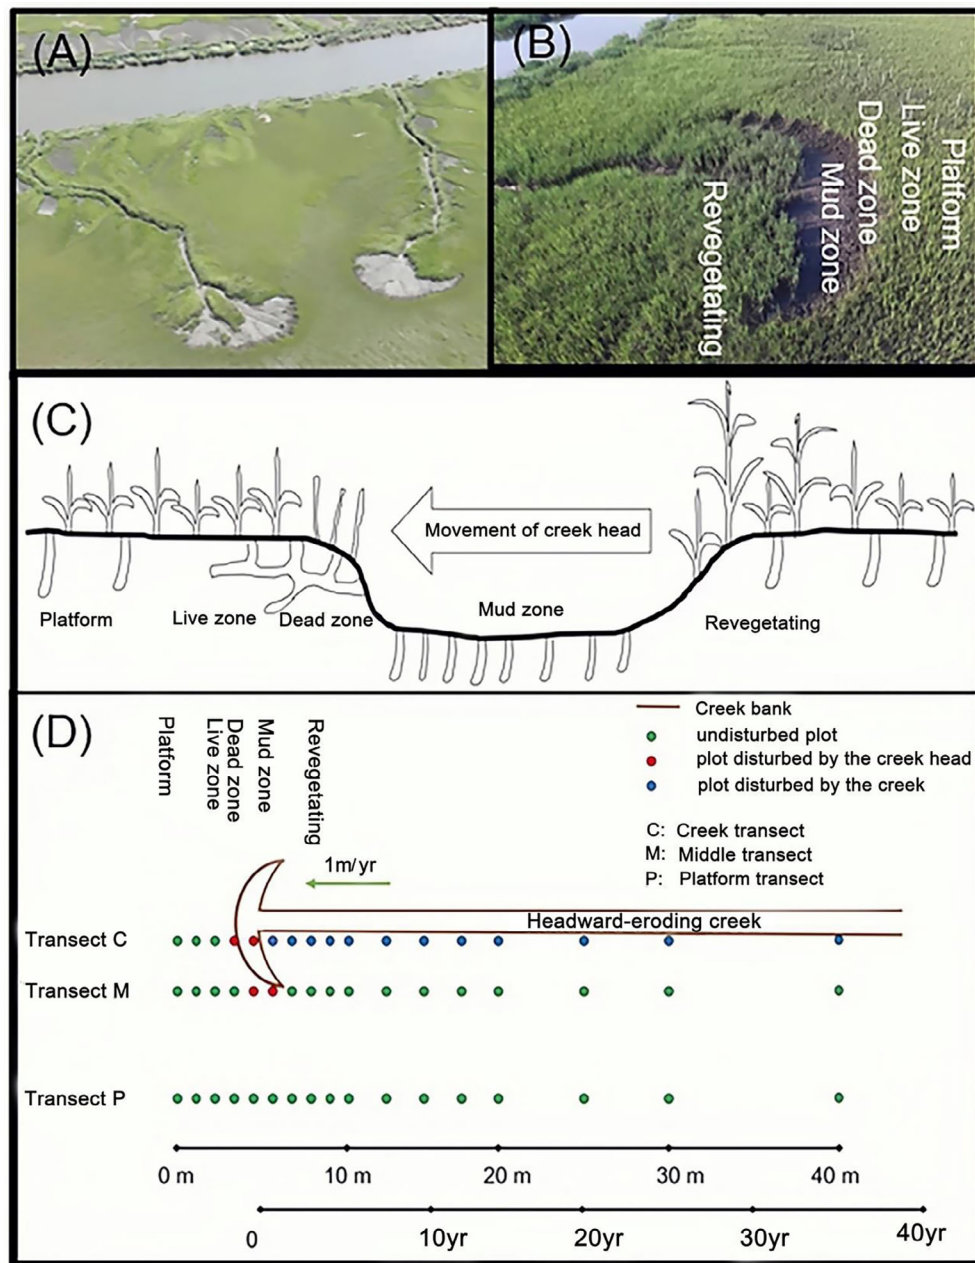 (A)
(B)
Revegetating
Mud zone
Dead zone
Live zone
Platform
(C)
Movement of creek head
Platform
Live zone
Dead zone
Mud zone
Revegetating
(D)
Platform
Live zone
Dead zone
Mud zone
Revegetating
Creek bank
undisturbed plot
plot disturbed by the creek head
plot disturbed by the creek
C: Creek transect
M: Middle transect
P: Platform transect
1m/yr
Headward-eroding creek
Transect C
Transect M
Transect P
0 m 10 m 20 m 30 m 40 m
0 10yr 20yr 30yr 40yr